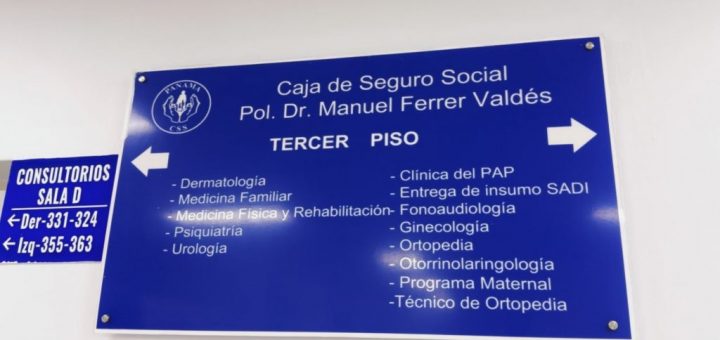 PANAMA
CSS
Caja de Seguro Social
Pol. Dr. Manuel Ferrer Valdés
TERCER PISO
- Dermatología
- Medicina Familiar
- Medicina Física y Rehabilitación
- Psiquiatría
- Urología
- Clínica del PAP
- Entrega de insumo SADI
- Fonoaudiología
- Ginecología
- Ortopedia
- Otorrinolaringología
- Programa Maternal
-Técnico de Ortopedia
CONSULTORIOS
SALA D
←Der-331-324
←Izq-355-363